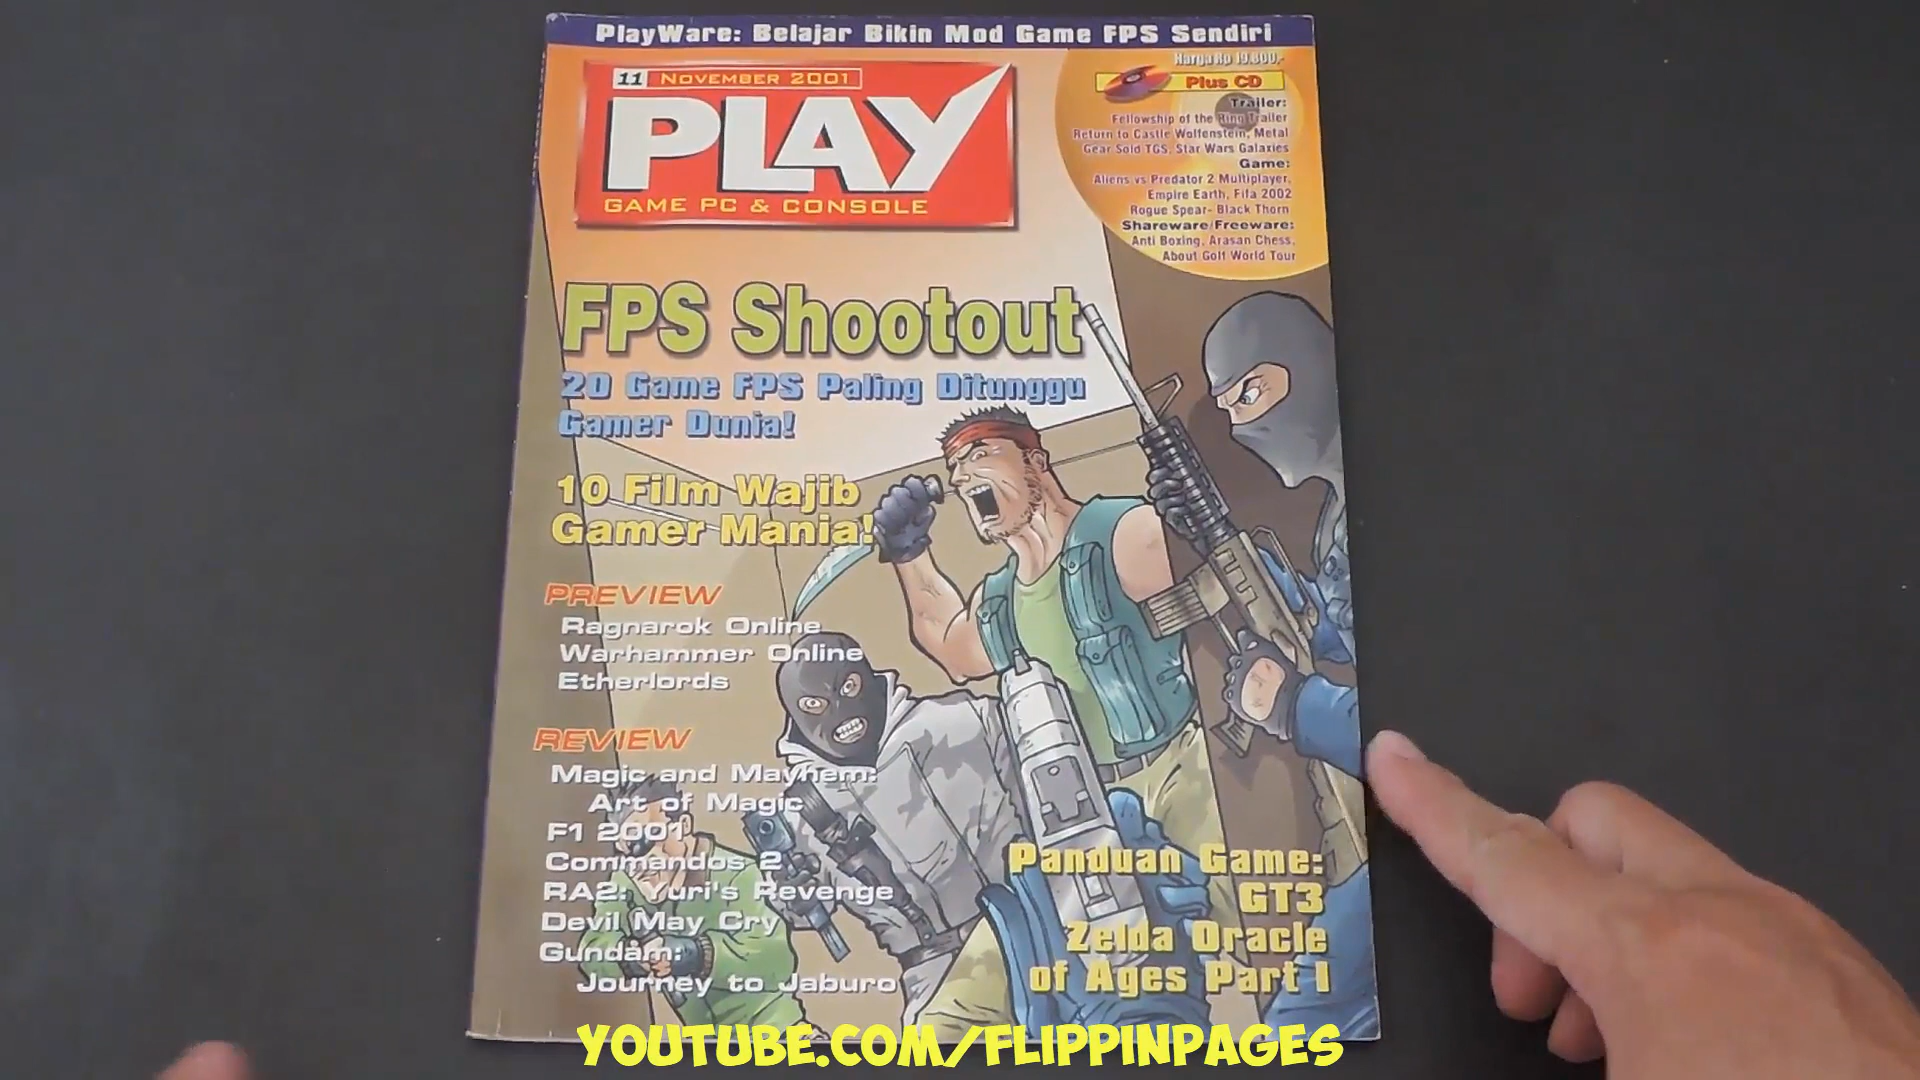 PlayWare: Belajar Bikin Mod Game FPS Sendiri
11 NOVEMBER 2001
PLAY
GAME PC & CONSOLE
Harga Rp 19.800,-
Plus CD
Trailer:
Fellowship of the Ring Trailer
Return to Castle Wolfenstein, Metal
Gear Solid TGS, Star Wars Galaxies
Game:
Aliens vs Predator 2 Multiplayer,
Empire Earth, Fifa 2002
Rogue Spear- Black Thorn
Shareware/Freeware:
Anti Boxing, Arasan Chess,
About Golf World Tour
FPS Shootout
20 Game FPS Paling Ditunggu
Gamer Dunia!
10 Film Wajib
Gamer Mania!
PREVIEW
Ragnarok Online
Warhammer Online
Etherlords
REVIEW
Magic and Mayhem:
Art of Magic
F1 2001
Commandos 2
RA2: Yuri's Revenge
Devil May Cry
Gundam:
Journey to Jaburo
Panduan Game:
GT3
Zelda Oracle
of Ages Part I
YOUTUBE.COM/FLIPPINPAGES